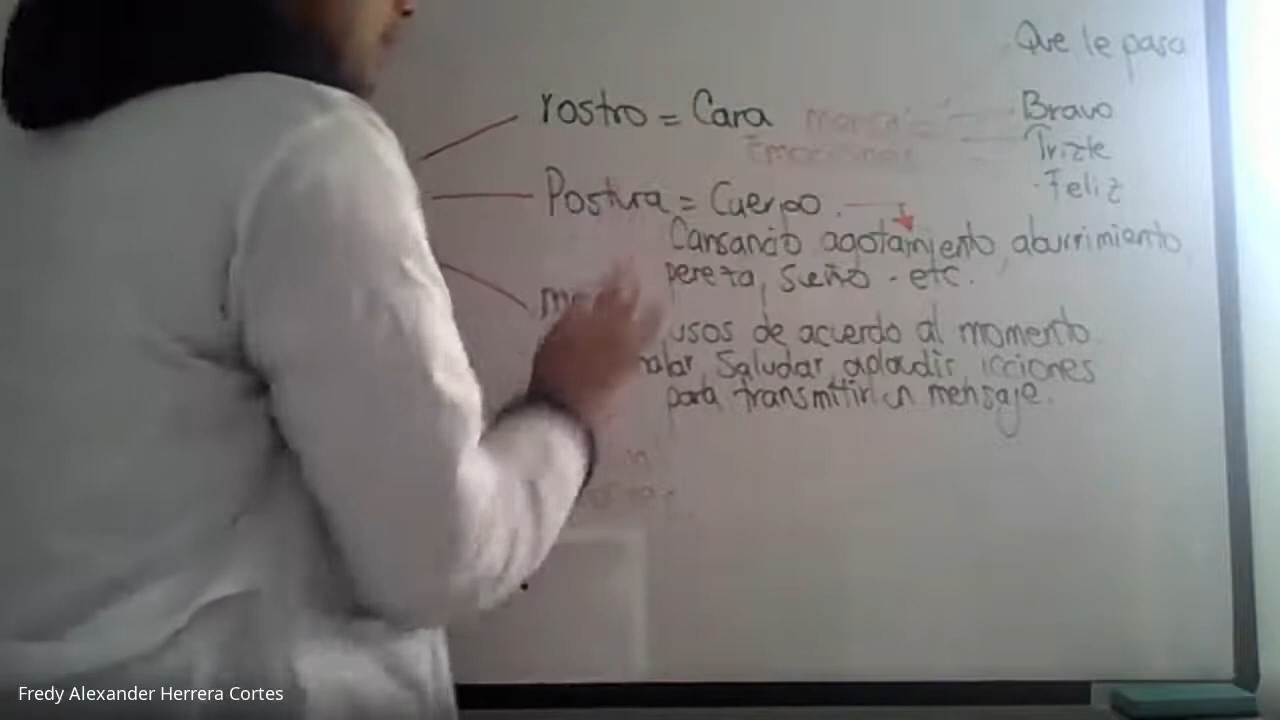 Que le pasa
rostro = Cara
Bravo
Emociones
Trizte
Feliz
Postura = Cuerpo
Cansancio agotamiento, aburrimiento,
pereza, sueño - etc.
usos de acuerdo al momento
Saludar, aplaudir, acciones
para transmitir un mensaje.
Fredy Alexander Herrera Cortes